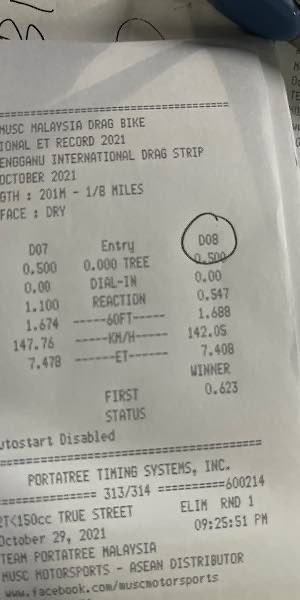 MUSC MALAYSIA DRAG BIKE
IONAL ET RECORD 2021
ENGGANU INTERNATIONAL DRAG STRIP
OCTOBER 2021
GTH : 201M - 1/8 MILES
FACE : DRY
D07 Entry D08
0.500 0.000 TREE 0.500
0.00 DIAL-IN 0.00
1.100 REACTION 0.547
1.674 -----60FT----- 1.688
147.76 -----KM/H----- 142.05
7.478 ------ET------ 7.408
WINNER
FIRST 0.623
STATUS
utostart Disabled
PORTATREE TIMING SYSTEMS, INC.
============= 313/314 ==========600214
2T<150cc TRUE STREET ELIM RND 1
October 29, 2021 09:25:51 PM
TEAM PORTATREE MALAYSIA
MUSC MOTORSPORTS - ASEAN DISTRIBUTOR
www.facebook.com/muscmotorsports